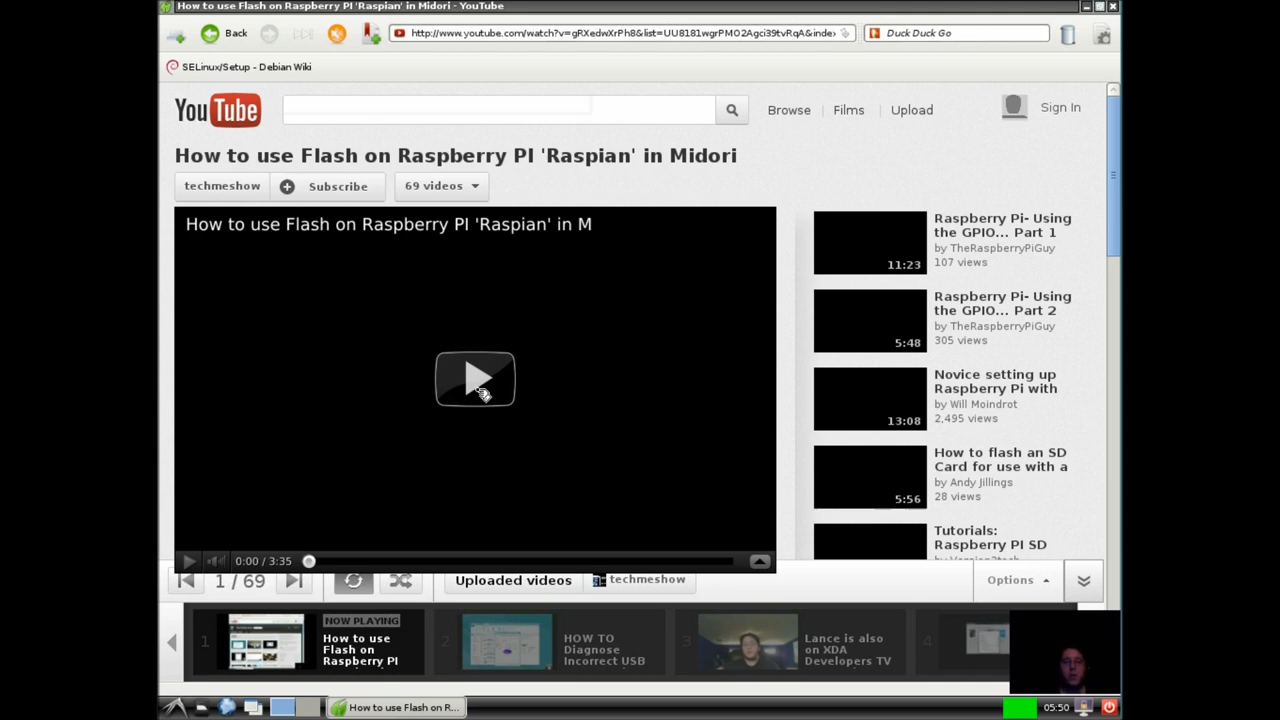 How to use Flash on Raspberry PI 'Raspian' in Midori - YouTube
Back
http://www.youtube.com/watch?v=gRXedwXrPh8&list=UU8181wgrPMO2Agci39tvRqA&index
Duck Duck Go
SELinux/Setup - Debian Wiki
YouTube
Browse
Films
Upload
Sign In
How to use Flash on Raspberry PI 'Raspian' in Midori
techmeshow
Subscribe
69 videos
How to use Flash on Raspberry PI 'Raspian' in M
0:00 / 3:35
11:23
Raspberry Pi- Using
the GPIO... Part 1
by TheRaspberryPiGuy
107 views
5:48
Raspberry Pi- Using
the GPIO... Part 2
by TheRaspberryPiGuy
305 views
13:08
Novice setting up
Raspberry Pi with
by Will Moindrot
2,495 views
5:56
How to flash an SD
Card for use with a
by Andy Jillings
28 views
Tutorials:
Raspberry PI SD
1 / 69
Uploaded videos
techmeshow
Options
1
NOW PLAYING
How to use
Flash on
Raspberry PI
2
HOW TO
Diagnose
Incorrect USB
3
Lance is also
on XDA
Developers TV
4
How to use Flash on R...
05:50